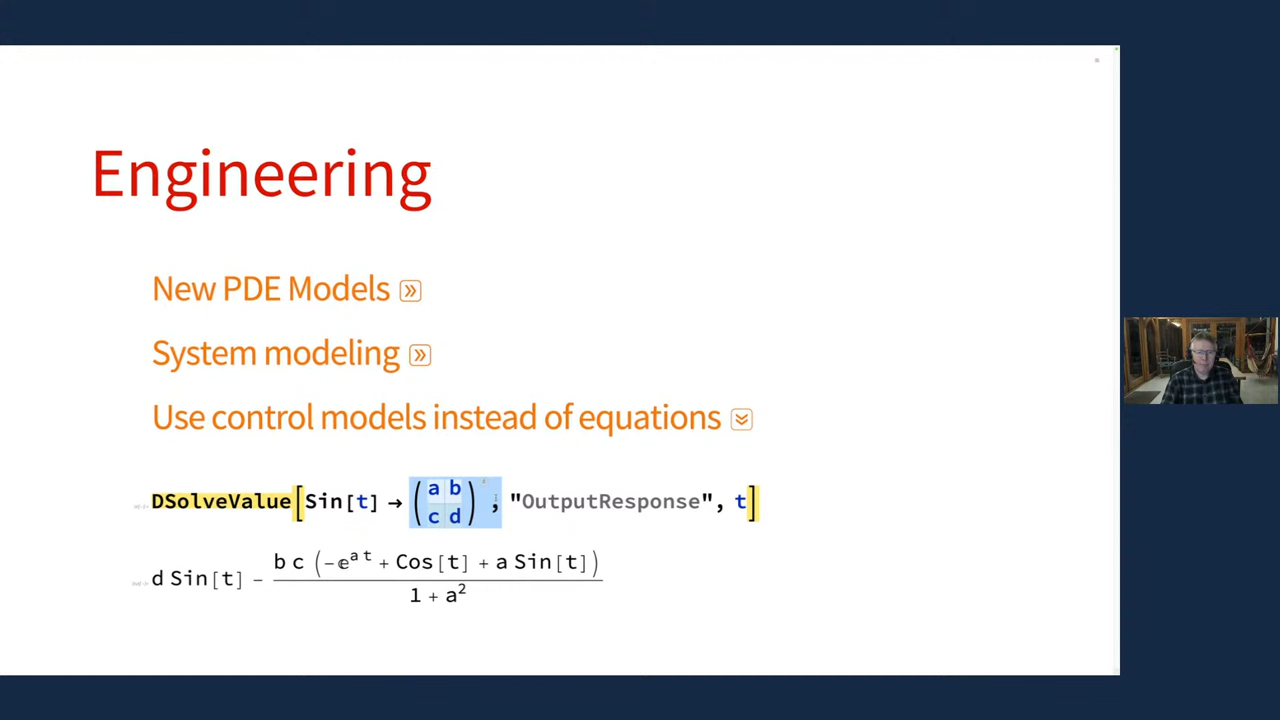 Engineering
New PDE Models
System modeling
Use control models instead of equations
DSolveValue[Sin[t] → (a b
c d), "OutputResponse", t]
d Sin[t] − b c (−ⅇ^(a t) + Cos[t] + a Sin[t])
1 + a²